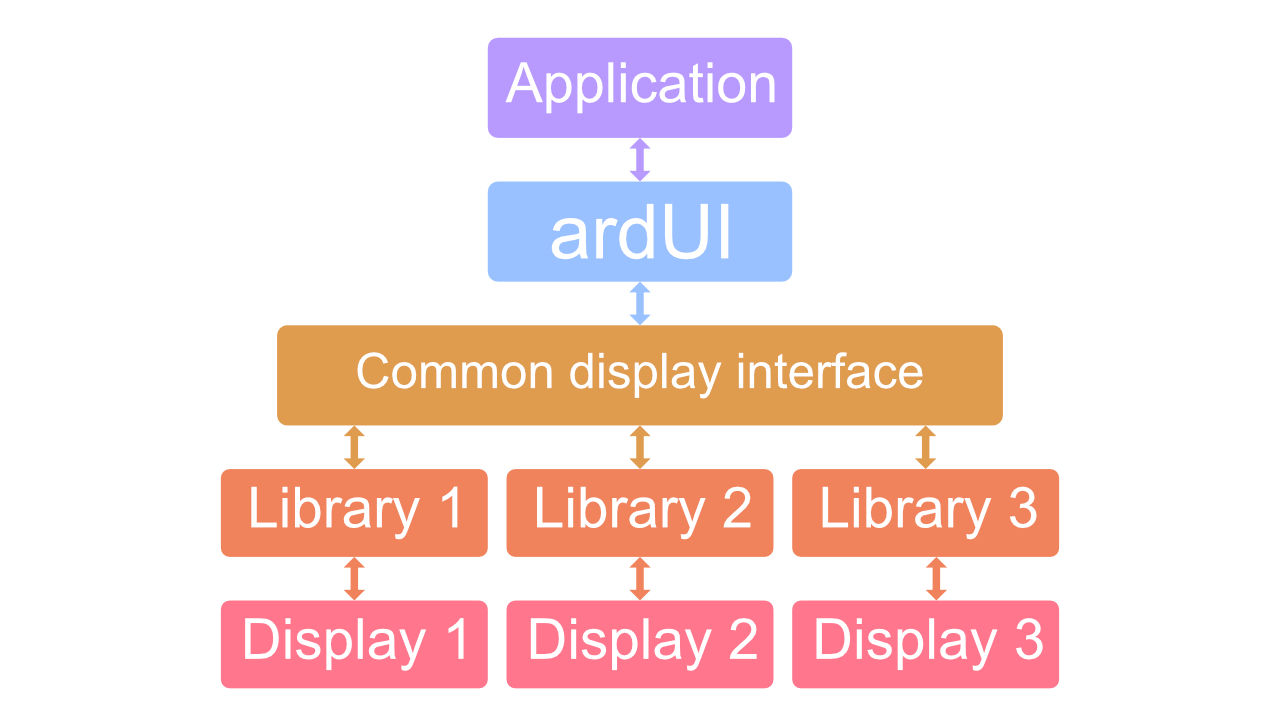 Application
ardUI
Common display interface
Library 1
Library 2
Library 3
Display 1
Display 2
Display 3